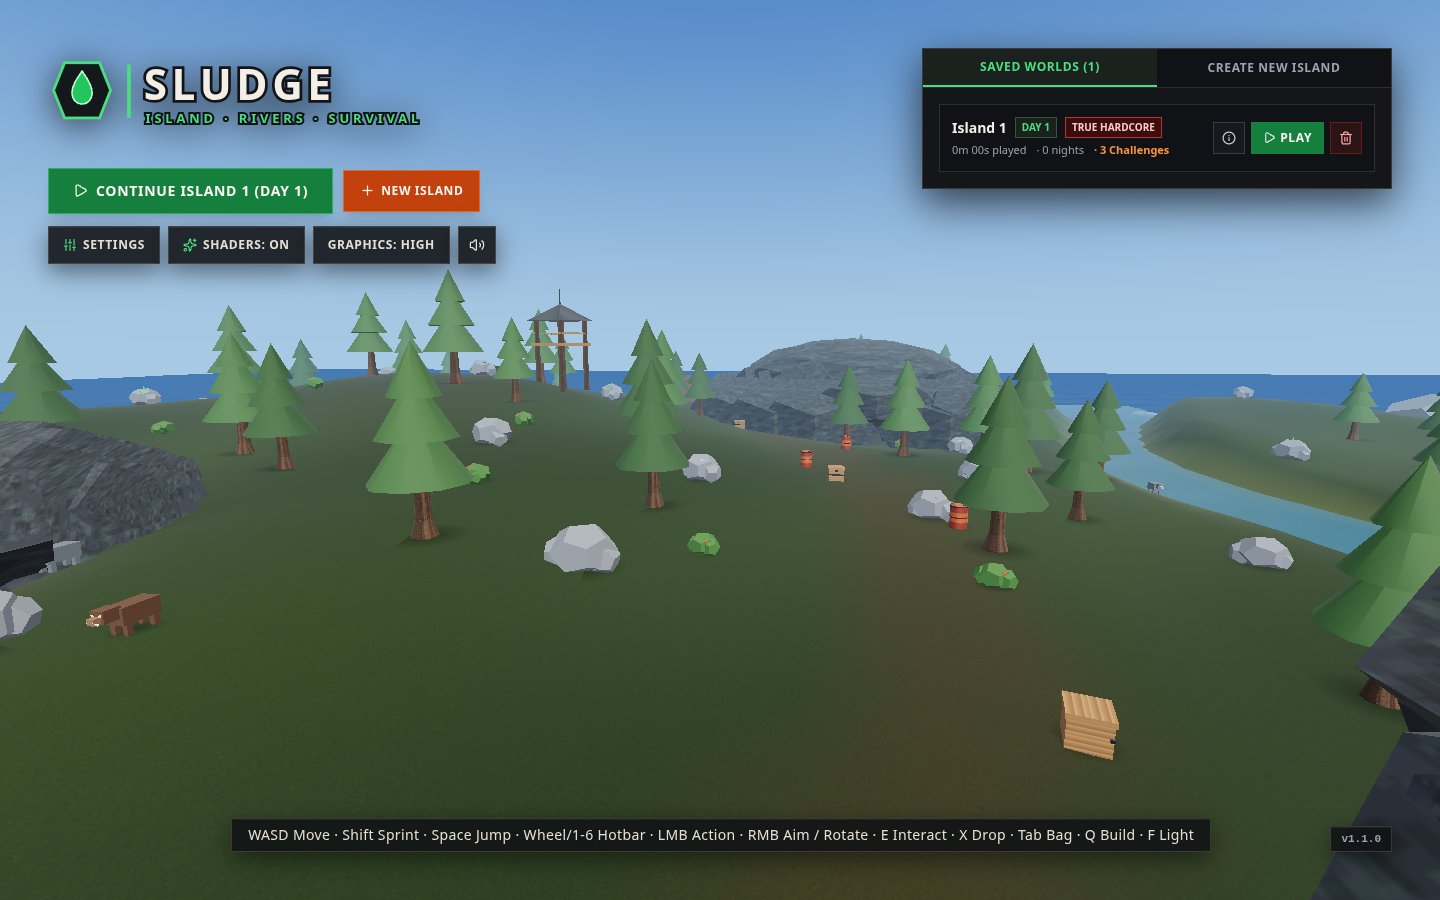 SLUDGE
ISLAND • RIVERS • SURVIVAL
CONTINUE ISLAND 1 (DAY 1)
NEW ISLAND
SETTINGS
SHADERS: ON
GRAPHICS: HIGH
SAVED WORLDS (1)
CREATE NEW ISLAND
Island 1 DAY 1 TRUE HARDCORE
0m 00s played · 0 nights · 3 Challenges
PLAY
WASD Move · Shift Sprint · Space Jump · Wheel/1-6 Hotbar · LMB Action · RMB Aim / Rotate · E Interact · X Drop · Tab Bag · Q Build · F Light
v1.1.0